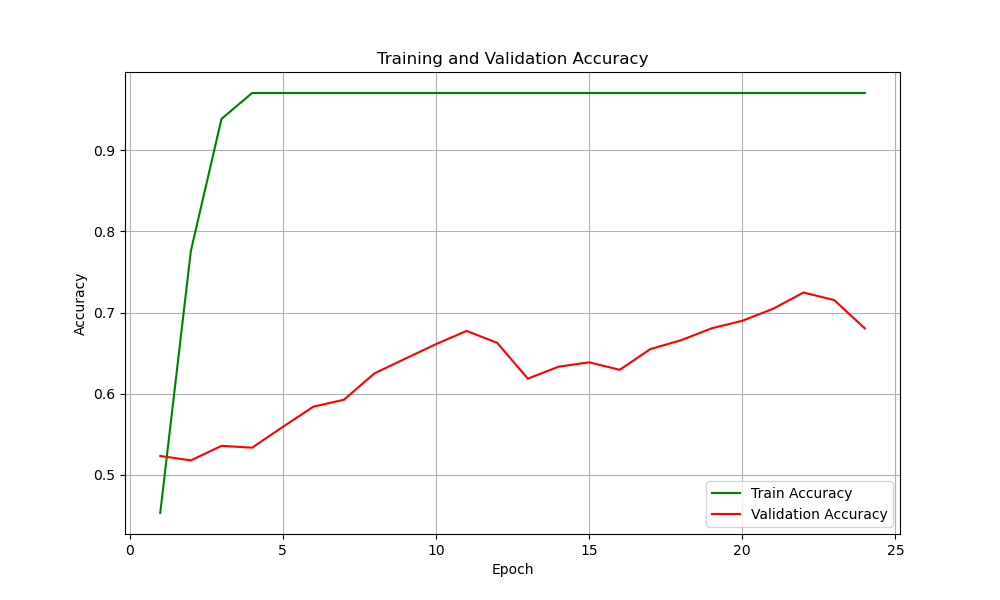 Training and Validation Accuracy
0.9
0.8
0.7
0.6
0.5
Accuracy
0
5
10
15
20
25
Epoch
Train Accuracy
Validation Accuracy